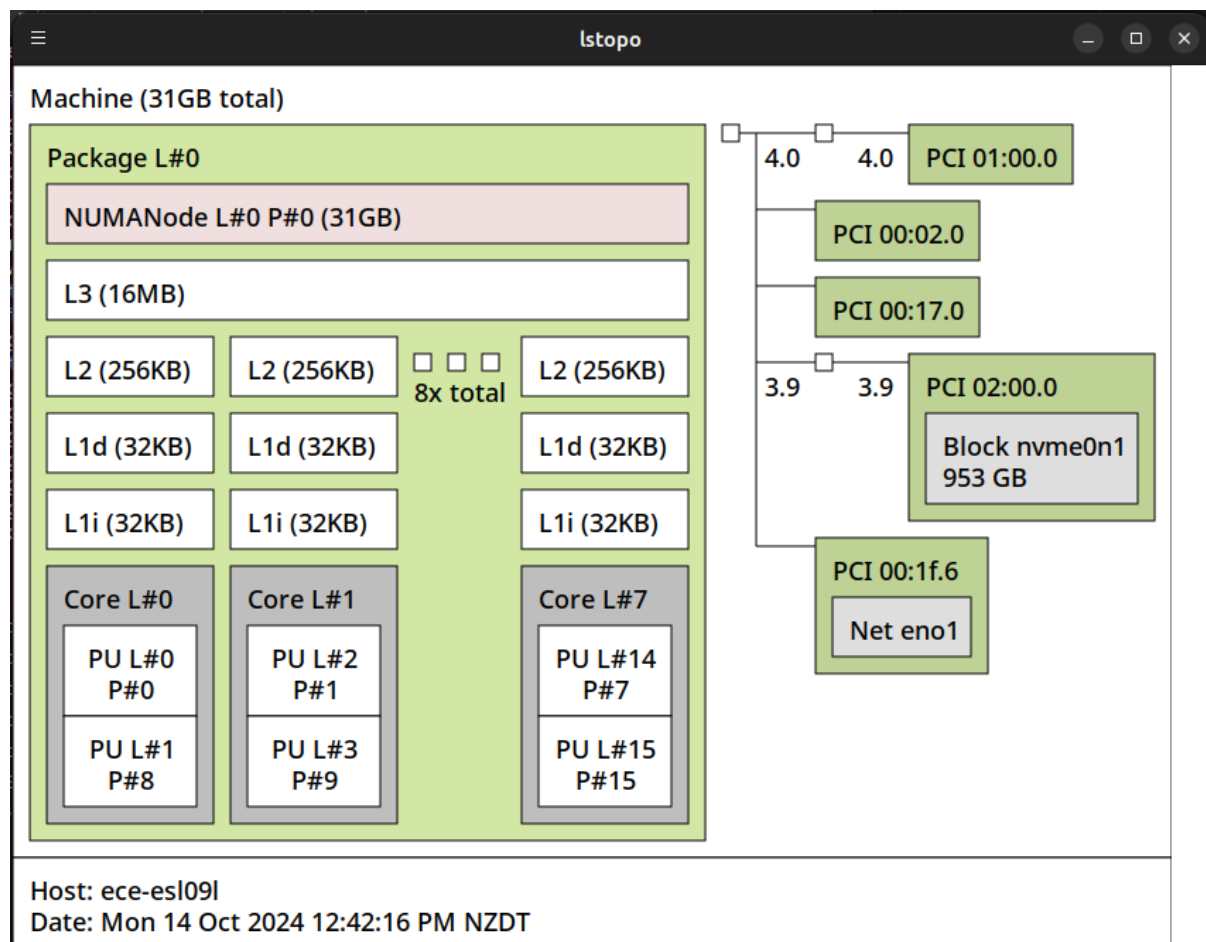 lstopo
Machine (31GB total)
Package L#0
NUMANode L#0 P#0 (31GB)
L3 (16MB)
L2 (256KB)
L2 (256KB)
8x total
L2 (256KB)
L1d (32KB)
L1d (32KB)
L1d (32KB)
L1i (32KB)
L1i (32KB)
L1i (32KB)
Core L#0
PU L#0
P#0
PU L#1
P#8
Core L#1
PU L#2
P#1
PU L#3
P#9
Core L#7
PU L#14
P#7
PU L#15
P#15
4.0
4.0
PCI 01:00.0
PCI 00:02.0
PCI 00:17.0
3.9
3.9
PCI 02:00.0
Block nvme0n1
953 GB
PCI 00:1f.6
Net eno1
Host: ece-esl09l
Date: Mon 14 Oct 2024 12:42:16 PM NZDT